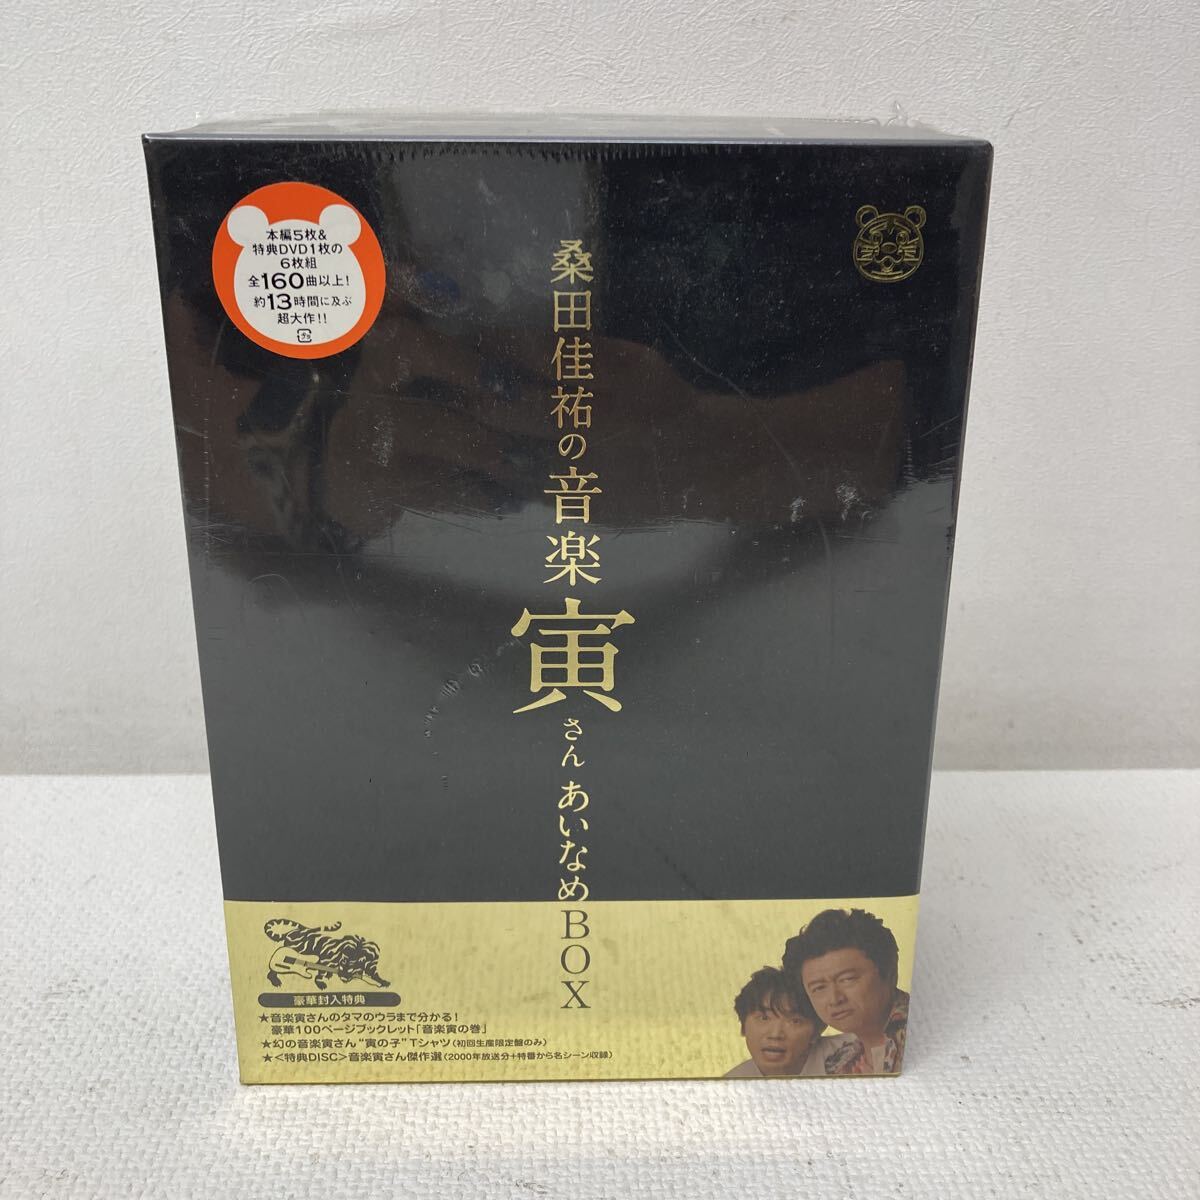 本編5枚&
特典DVD1枚の
6枚組
全160曲以上!
約13時間に及ぶ
超大作!!
桑田佳祐の音楽寅さん あいなめBOX
豪華封入特典
★音楽寅さんのタマのウラまで分かる!
豪華100ページブックレット「音楽寅の巻」
★幻の音楽寅さん“寅の子”Tシャツ(初回生産限定盤のみ)
★<特典DISC>音楽寅さん傑作選(2000年放送分+特番から名シーン収録)